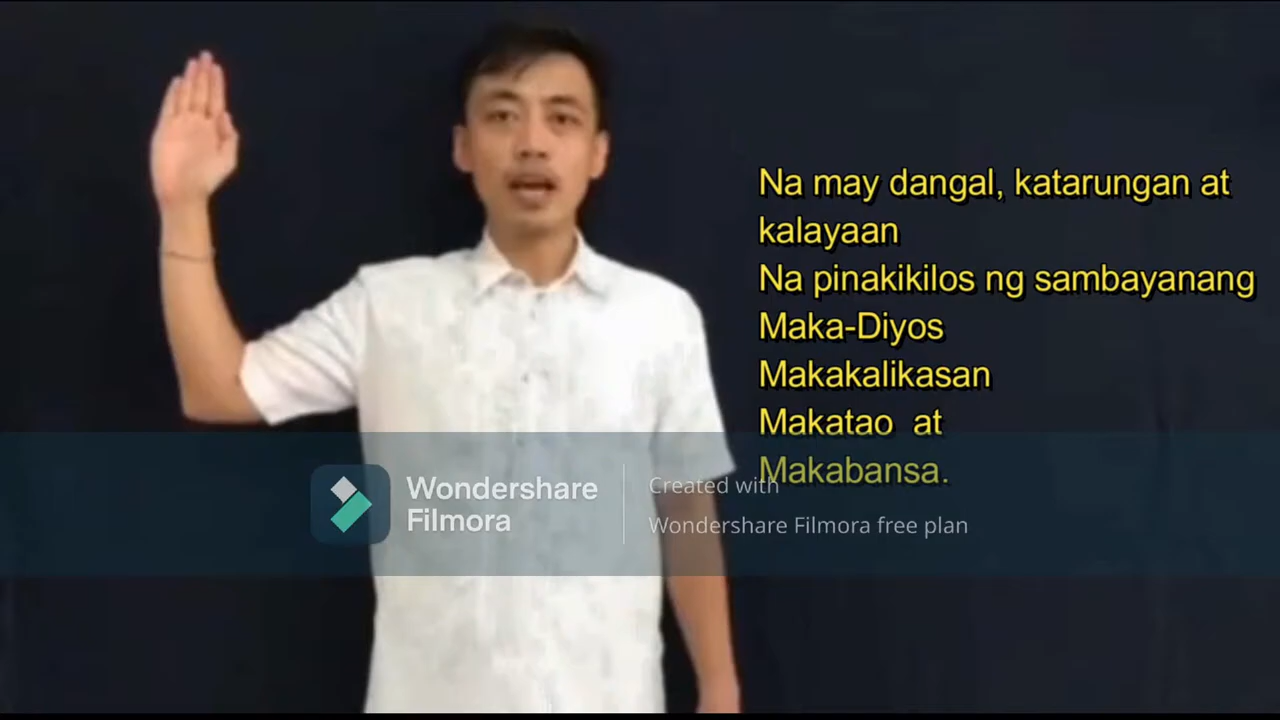 Na may dangal, katarungan at
kalayaan
Na pinakikilos ng sambayanang
Maka-Diyos
Makakalikasan
Makatao at
Makabansa.
Wondershare
Filmora
Created with
Wondershare Filmora free plan